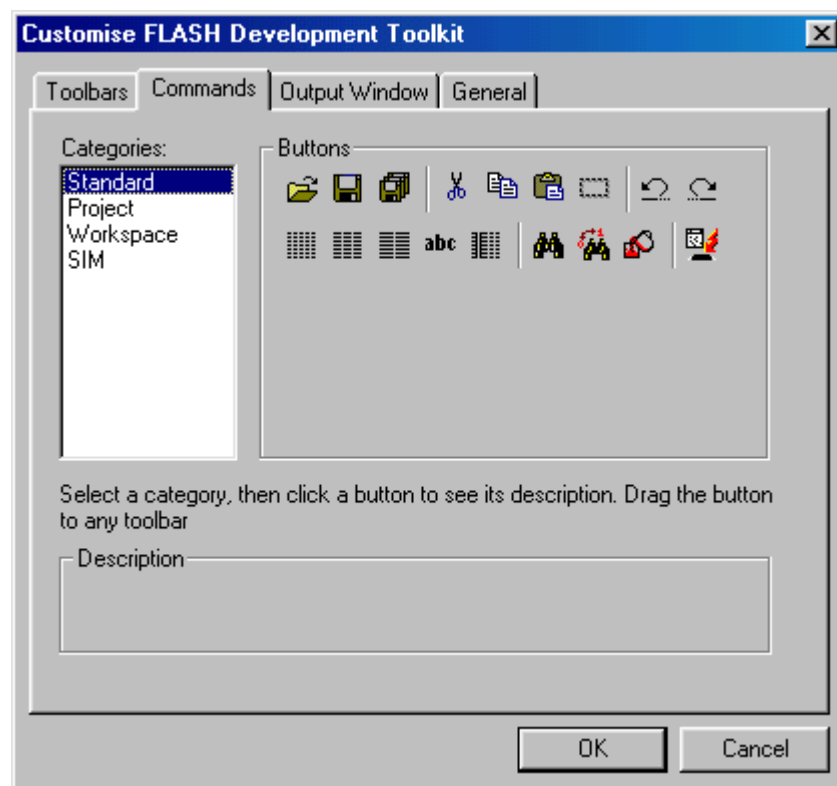 Customise FLASH Development Toolkit
Toolbars Commands Output Window General
Categories:
Standard
Project
Workspace
SIM
Buttons
abc
Select a category, then click a button to see its description. Drag the button
to any toolbar
Description
OK Cancel